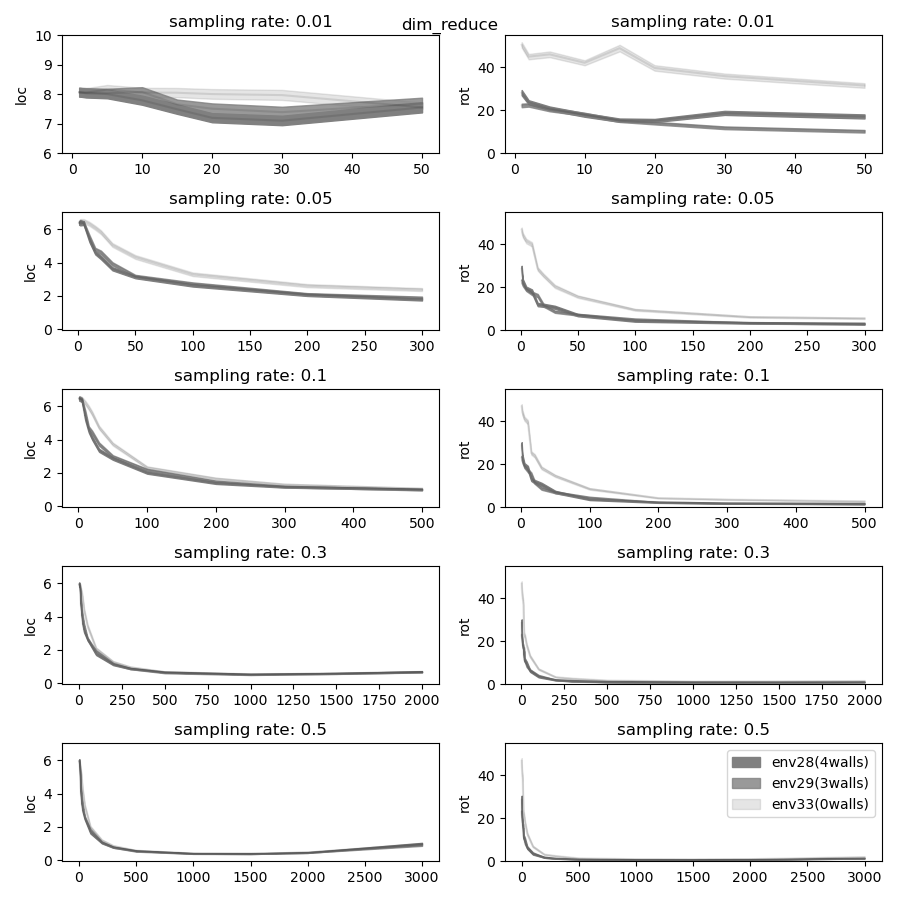 dim_reduce
sampling rate: 0.01
sampling rate: 0.01
10
9
8
7
6
loc
0 10 20 30 40 50
40
20
0
rot
0 10 20 30 40 50
sampling rate: 0.05
sampling rate: 0.05
6
4
2
0
loc
0 50 100 150 200 250 300
40
20
0
rot
0 50 100 150 200 250 300
sampling rate: 0.1
sampling rate: 0.1
6
4
2
0
loc
0 100 200 300 400 500
40
20
0
rot
0 100 200 300 400 500
sampling rate: 0.3
sampling rate: 0.3
6
4
2
0
loc
0 250 500 750 1000 1250 1500 1750 2000
40
20
0
rot
0 250 500 750 1000 1250 1500 1750 2000
sampling rate: 0.5
sampling rate: 0.5
6
4
2
0
loc
0 500 1000 1500 2000 2500 3000
40
20
0
rot
0 500 1000 1500 2000 2500 3000
env28(4walls)
env29(3walls)
env33(0walls)